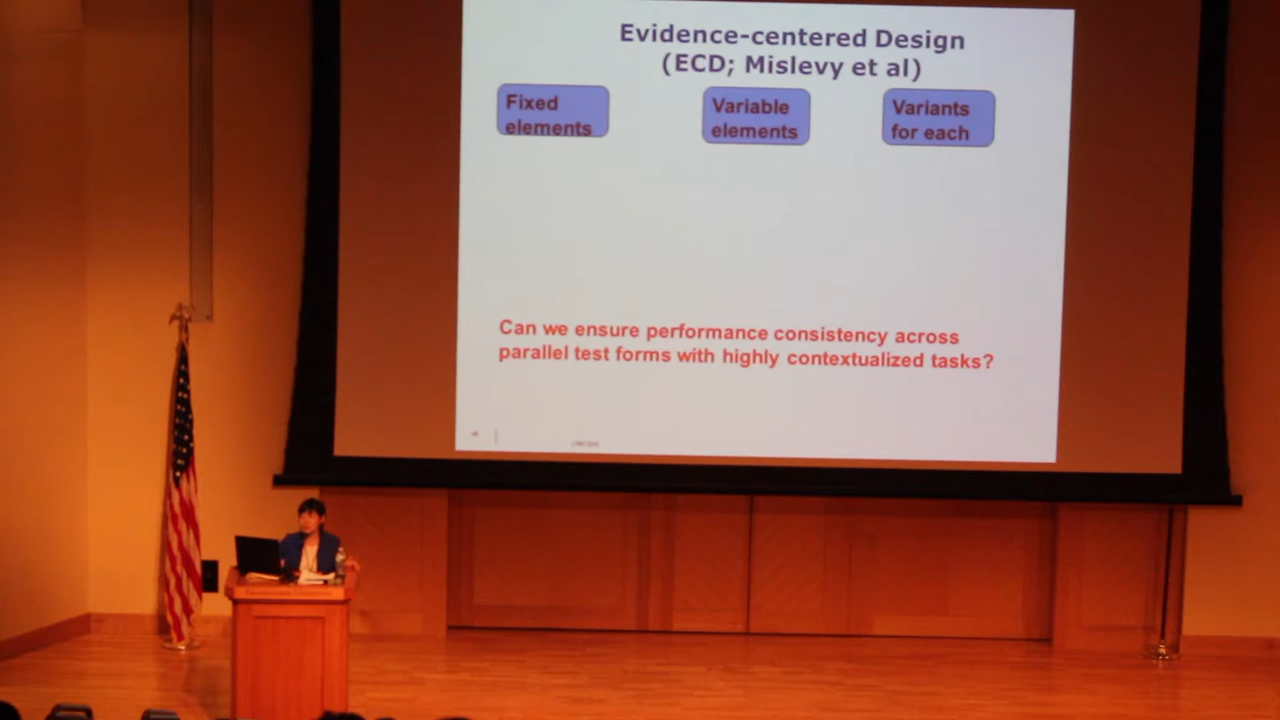 Evidence-centered Design
(ECD; Mislevy et al)
Fixed
elements
Variable
elements
Variants
for each
Can we ensure performance consistency across
parallel test forms with highly contextualized tasks?